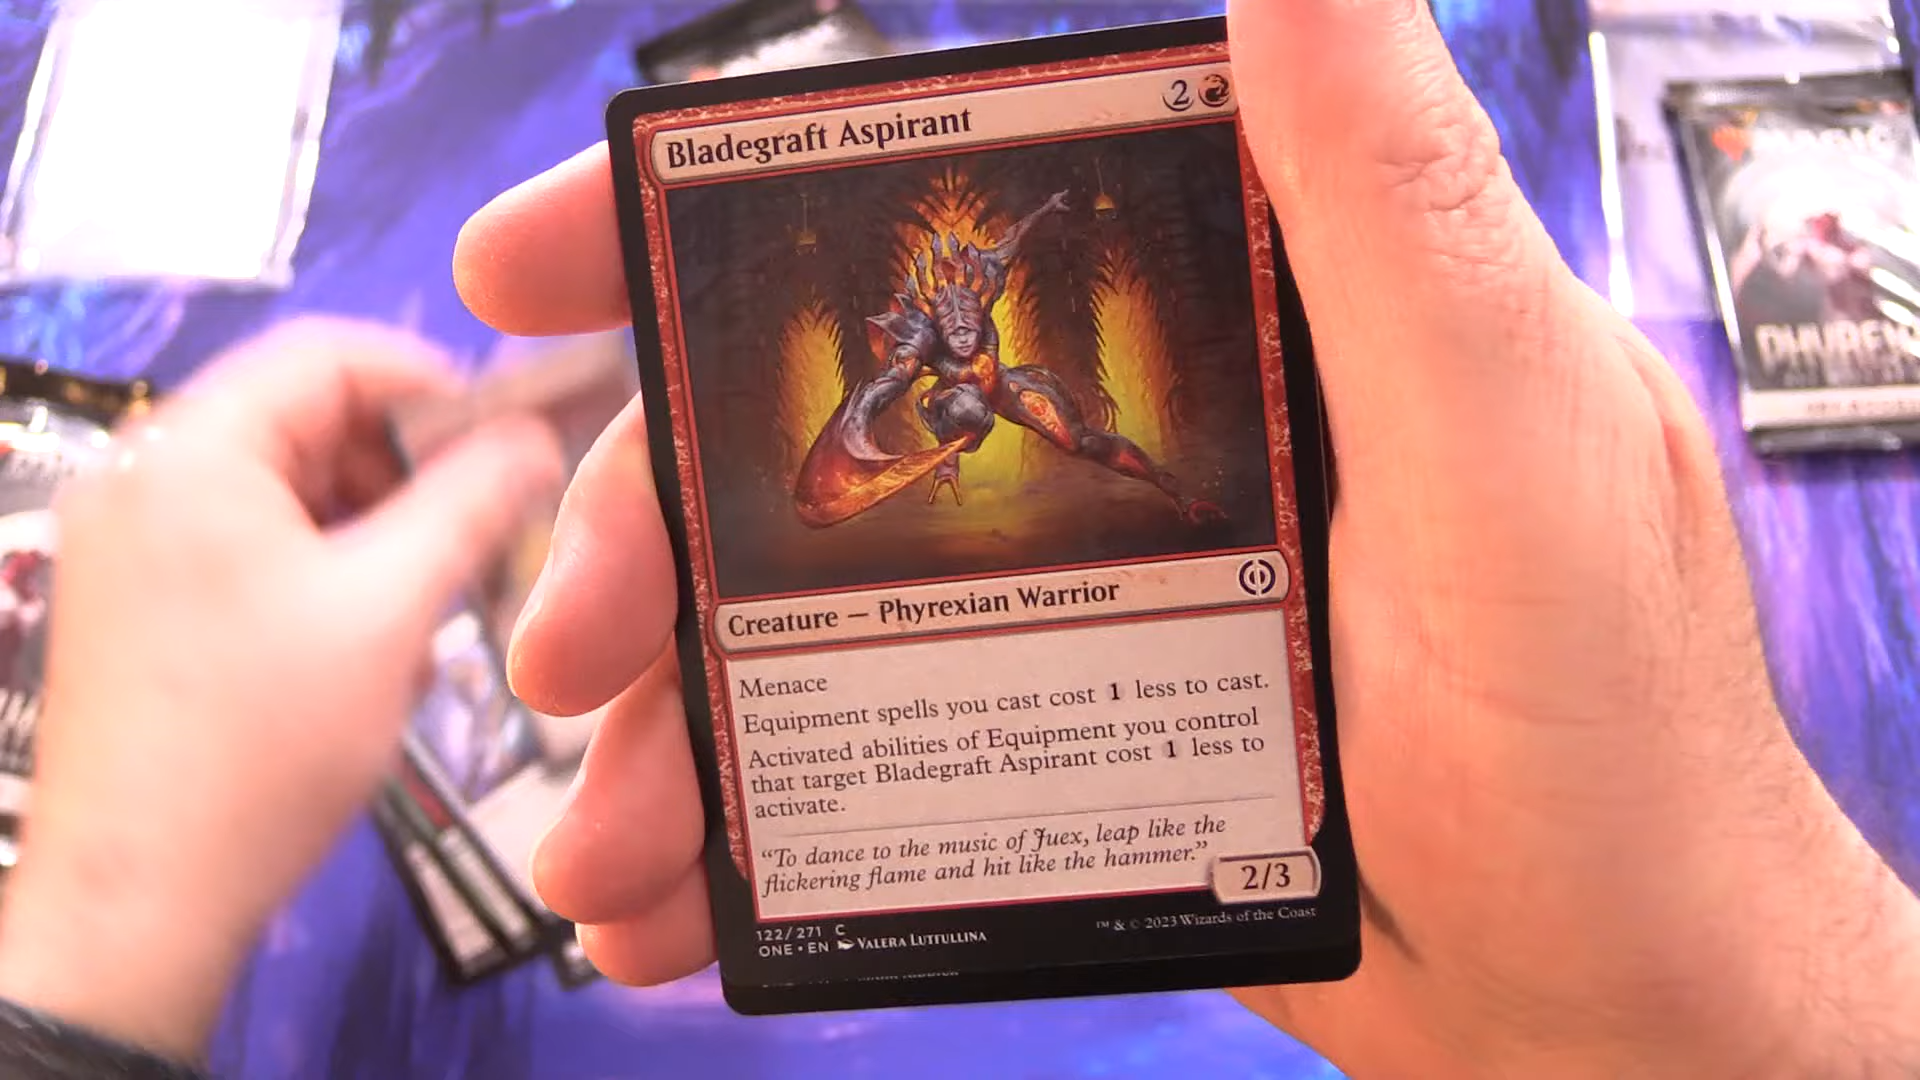 Bladegraft Aspirant
2
Creature — Phyrexian Warrior
Menace
Equipment spells you cast cost 1 less to cast.
Activated abilities of Equipment you control
that target Bladegraft Aspirant cost 1 less to
activate.
“To dance to the music of Juex, leap like the
flickering flame and hit like the hammer.”
2/3
122/271 C
ONE • EN Valera Lutfullina
™ & © 2023 Wizards of the Coast
MAGIC